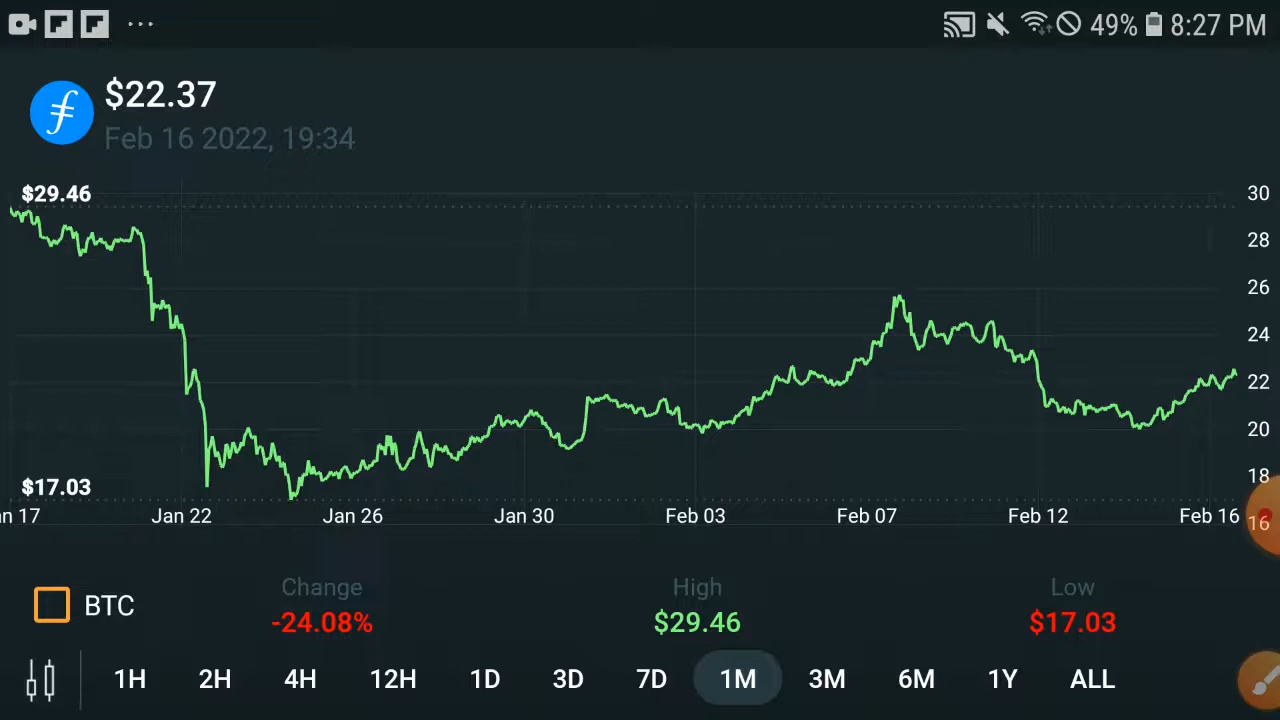 ... 49% 8:27 PM
$22.37
Feb 16 2022, 19:34
$29.46
30
28
26
24
22
20
18
16
$17.03
n 17 Jan 22 Jan 26 Jan 30 Feb 03 Feb 07 Feb 12 Feb 16
BTC
Change High Low
-24.08% $29.46 $17.03
1H 2H 4H 12H 1D 3D 7D 1M 3M 6M 1Y ALL